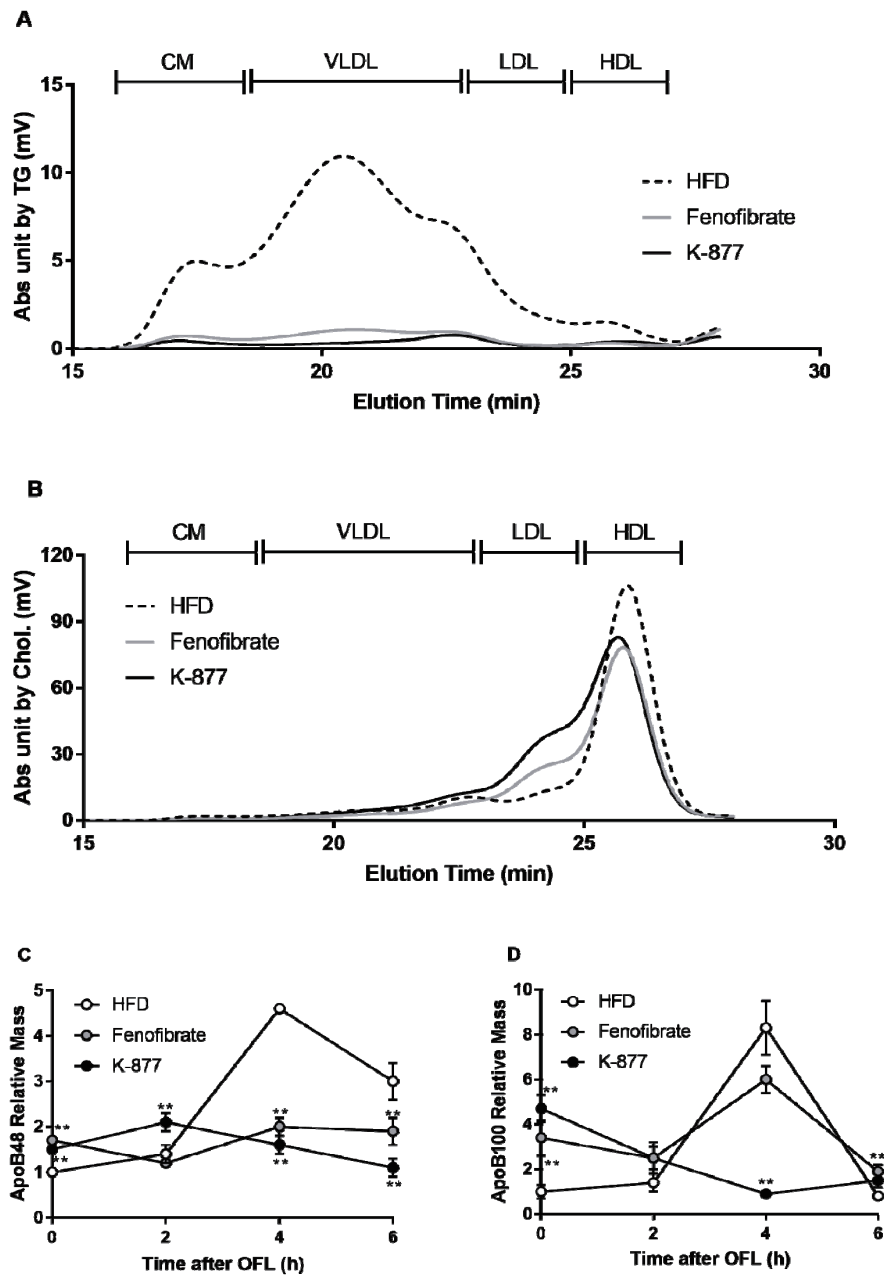 A
CM VLDL LDL HDL
15
10
5
0
15 20 25 30
Abs unit by TG (mV)
Elution Time (min)
HFD
Fenofibrate
K-877
B
CM VLDL LDL HDL
120
90
60
30
0
15 20 25 30
Abs unit by Chol. (mV)
Elution Time (min)
HFD
Fenofibrate
K-877
C
5
4
3
2
1
0
0 2 4 6
ApoB48 Relative Mass
Time after OFL (h)
HFD
Fenofibrate
K-877
**
**
**
**
**
**
**
D
10
8
6
4
2
0
0 2 4 6
ApoB100 Relative Mass
Time after OFL (h)
HFD
Fenofibrate
K-877
**
**
**
**